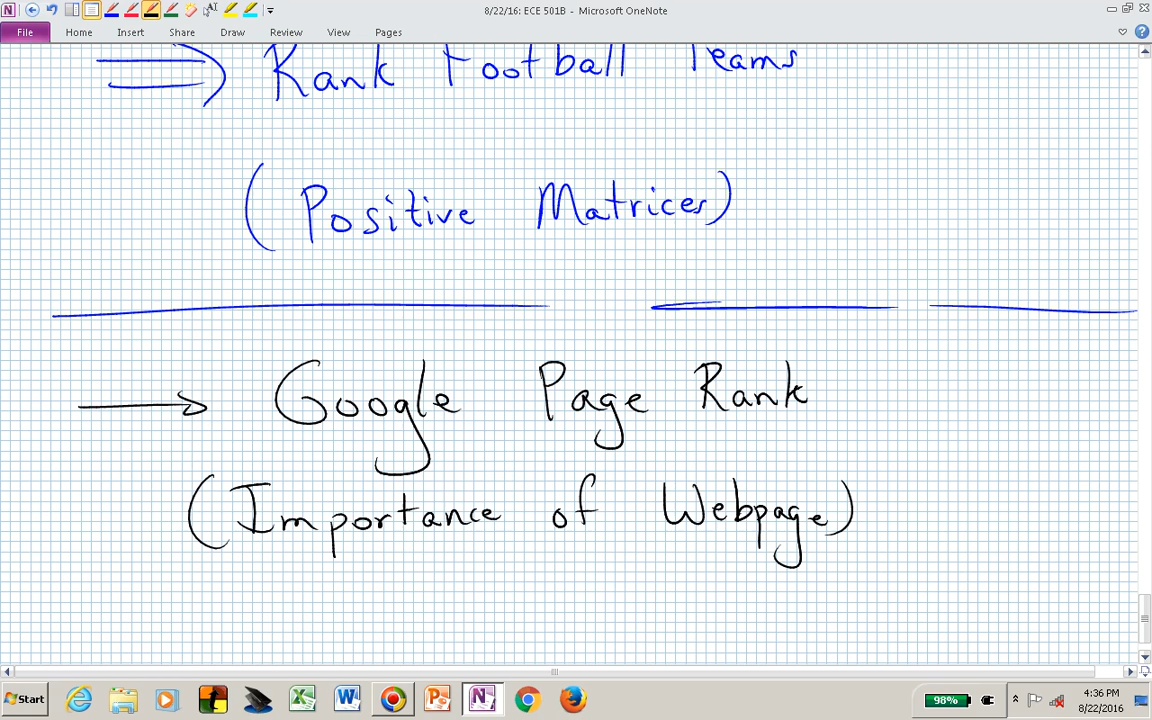 8/22/16: ECE 501B - Microsoft OneNote
File Home Insert Share Draw View Pages
⇒ Rank Football Teams
(Positive Matrices)
→ Google Page Rank
(Importance of Webpage)
Start
98%
4:36 PM
8/22/2016